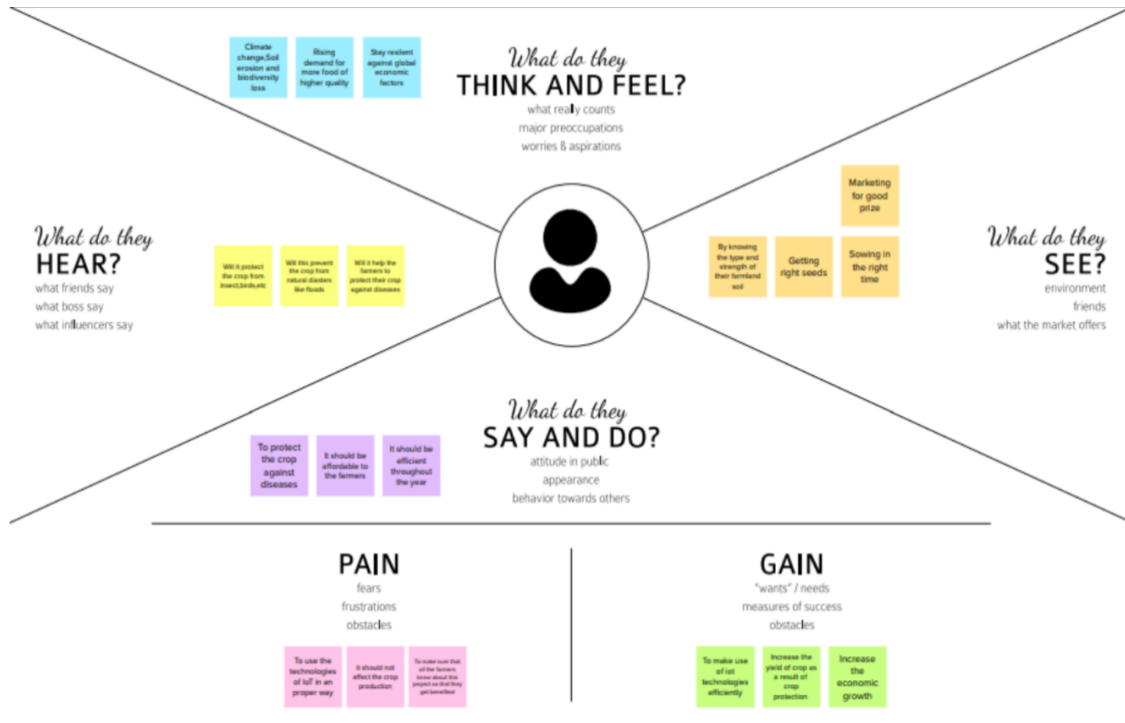 What do they
THINK AND FEEL?
what really counts
major preoccupations
worries & aspirations
Climate
change,Soil
erosion and
biodiversity
loss
Rising
demand for
more food of
higher quality
Stay reslient
against global
economic
factors
What do they
HEAR?
what friends say
what boss say
what influencers say
Will it protect
the crop from
insect,birds,etc
Will this prevent
the crop from
natural diasters
like floods
Will it help the
farmers to
protect their crop
against diseases
Marketing
for good
prize
By knowing
the type and
strength of
their farmland
soil
Getting
right seeds
Sowing in
the right
time
What do they
SEE?
environment
friends
what the market offers
What do they
SAY AND DO?
attitude in public
appearance
behavior towards others
To protect
the crop
against
diseases
It should be
affordable to
the farmers
It should be
efficient
throughout
the year
PAIN
fears
frustrations
obstacles
To use the
technologies
of IoT in an
proper way
It should not
affect the crop
production
To make sure that
all the farmers
know about this
project so that they
get benefited
GAIN
"wants" / needs
measures of success
obstacles
To make use
of iot
technologies
efficiently
Increase the
yield of crop as
a result of
crop
protection
Increase
the
economic
growth